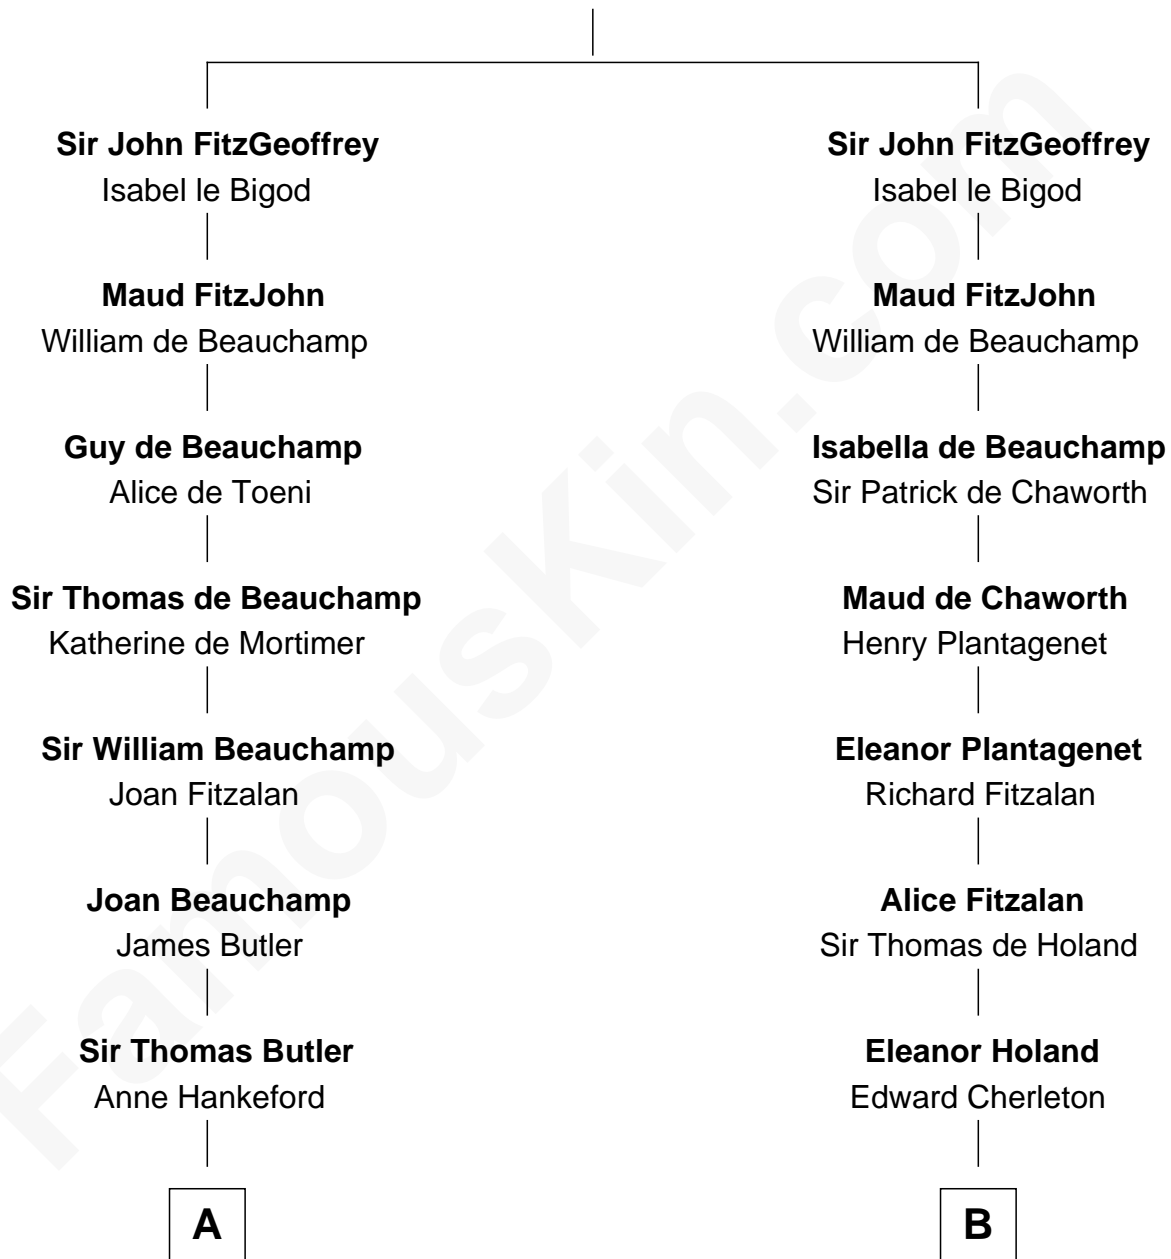 Sir John FitzGeoffrey
Isabel le Bigod
Maud FitzJohn
William de Beauchamp
Guy de Beauchamp
Alice de Toeni
Sir Thomas de Beauchamp
Katherine de Mortimer
Sir William Beauchamp
Joan Fitzalan
Joan Beauchamp
James Butler
Sir Thomas Butler
Anne Hankeford
A
Sir John FitzGeoffrey
Isabel le Bigod
Maud FitzJohn
William de Beauchamp
Isabella de Beauchamp
Sir Patrick de Chaworth
Maud de Chaworth
Henry Plantagenet
Eleanor Plantagenet
Richard Fitzalan
Alice Fitzalan
Sir Thomas de Holand
Eleanor Holand
Edward Cherleton
B
FamousKin.com